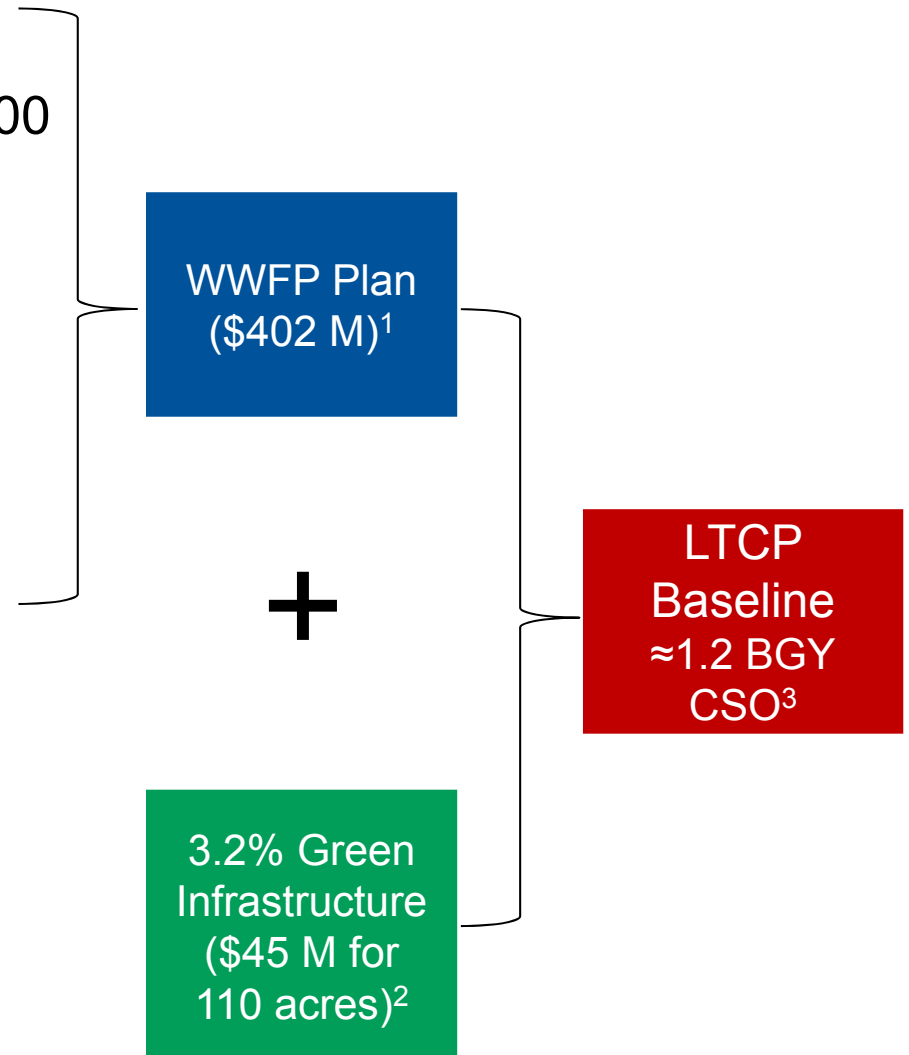 00
WWFP Plan
($402 M)1
+
LTCP
Baseline
≈1.2 BGY
CSO3
3.2% Green
Infrastructure
($45 M for
110 acres)2